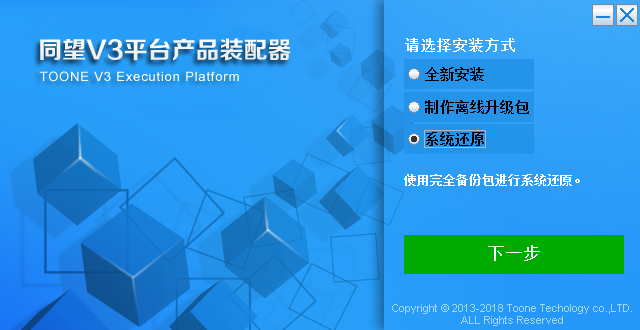 同望V3平台产品装配器
TOONE V3 Execution Platform
请选择安装方式
全新安装
制作离线升级包
系统还原
使用完全备份包进行系统还原。
下一步
Copyright © 2013-2018 Toone Techology co.,LTD.
ALL Rights Reserved